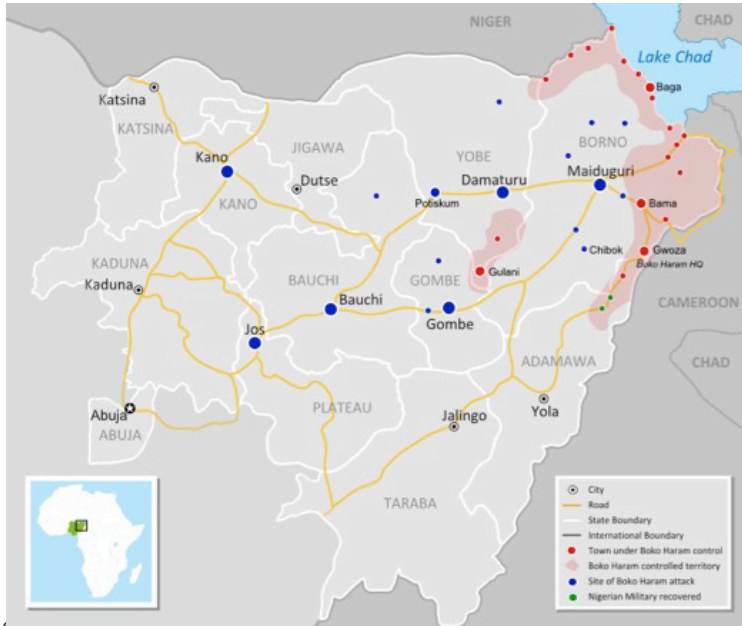 NIGER
CHAD
Lake Chad
Katsina
Baga
KATSINA
JIGAWA
BORNO
YOBE
Kano
Maiduguri
Dutse
Damaturu
Potiskum
KANO
Bama
Chibok
Gwoza
Boko Haram HQ
KADUNA
Gulani
BAUCHI
GOMBE
Kaduna
Bauchi
CAMEROON
Gombe
Jos
ADAMAWA
CHAD
Abuja
PLATEAU
Jalingo
Yola
ABUJA
TARABA
City
Road
State Boundary
International Boundary
Town under Boko Haram control
Boko Haram controlled territory
Site of Boko Haram attack
Nigerian Military recovered